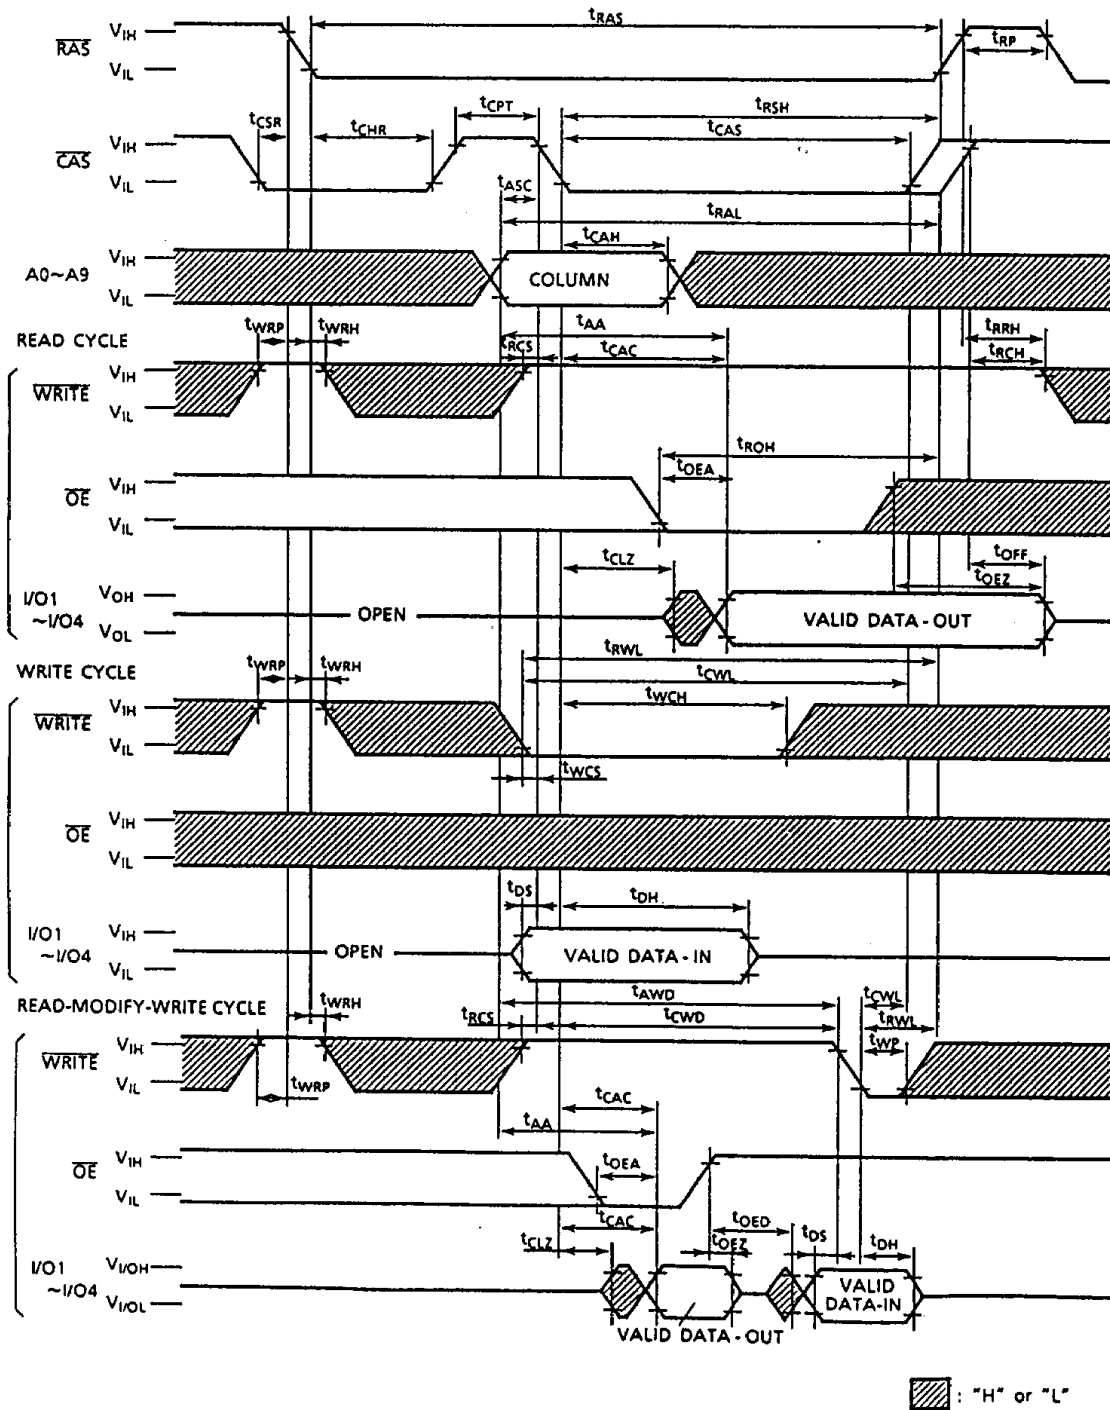 tRAS
RAS VIH VIL
tRP
tCSR tCHR tCPT tRSH
tCAS
CAS VIH VIL
tASC
tRAL
tCAH
A0~A9 VIH VIL
COLUMN
READ CYCLE
tWRP tWRH tAA tRRH
tRCS tCAC tRCH
WRITE VIH VIL
tROH
tOEA
OE VIH VIL
tCLZ tOFF
tOEZ
I/O1 ~I/O4 VOH VOL
OPEN
VALID DATA-OUT
WRITE CYCLE
tWRP tWRH tRWL
tCWL
tWCH
WRITE VIH VIL
tWCS
OE VIH VIL
tDS tDH
I/O1 ~I/O4 VIH VIL
OPEN
VALID DATA-IN
READ-MODIFY-WRITE CYCLE
tWRH tAWD tCWL
tRCS tCWD tRWL
tWP
WRITE VIH VIL
tWRP
tCAC
tAA
OE VIH VIL
tOEA
tCAC tOED
tCLZ tOEZ tDS tDH
I/O1 ~I/O4 VI/OH VI/OL
VALID DATA-IN
VALID DATA-OUT
: "H" or "L"